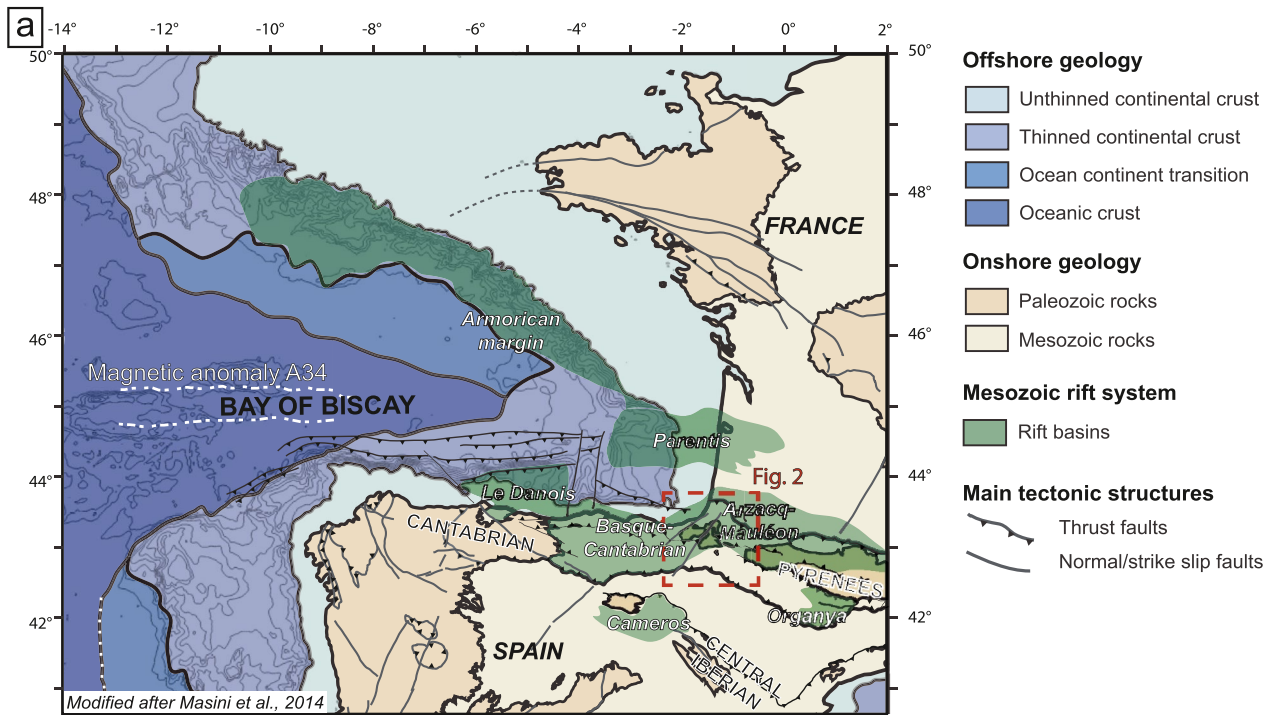 a
-14° -12° -10° -8° -6° -4° -2° 0° 2°
50° 50°
48° 48°
46° 46°
44° 44°
42° 42°
FRANCE
Armorican
margin
Magnetic anomaly A34
BAY OF BISCAY
Parentis
Fig. 2
Le Danois
Arzacq-
Mauléon
CANTABRIAN
Basque-
Cantabrian
PYRENEES
Organya
Cameros
SPAIN
CENTRAL
IBERIAN
Modified after Masini et al., 2014
Offshore geology
Unthinned continental crust
Thinned continental crust
Ocean continent transition
Oceanic crust
Onshore geology
Paleozoic rocks
Mesozoic rocks
Mesozoic rift system
Rift basins
Main tectonic structures
Thrust faults
Normal/strike slip faults